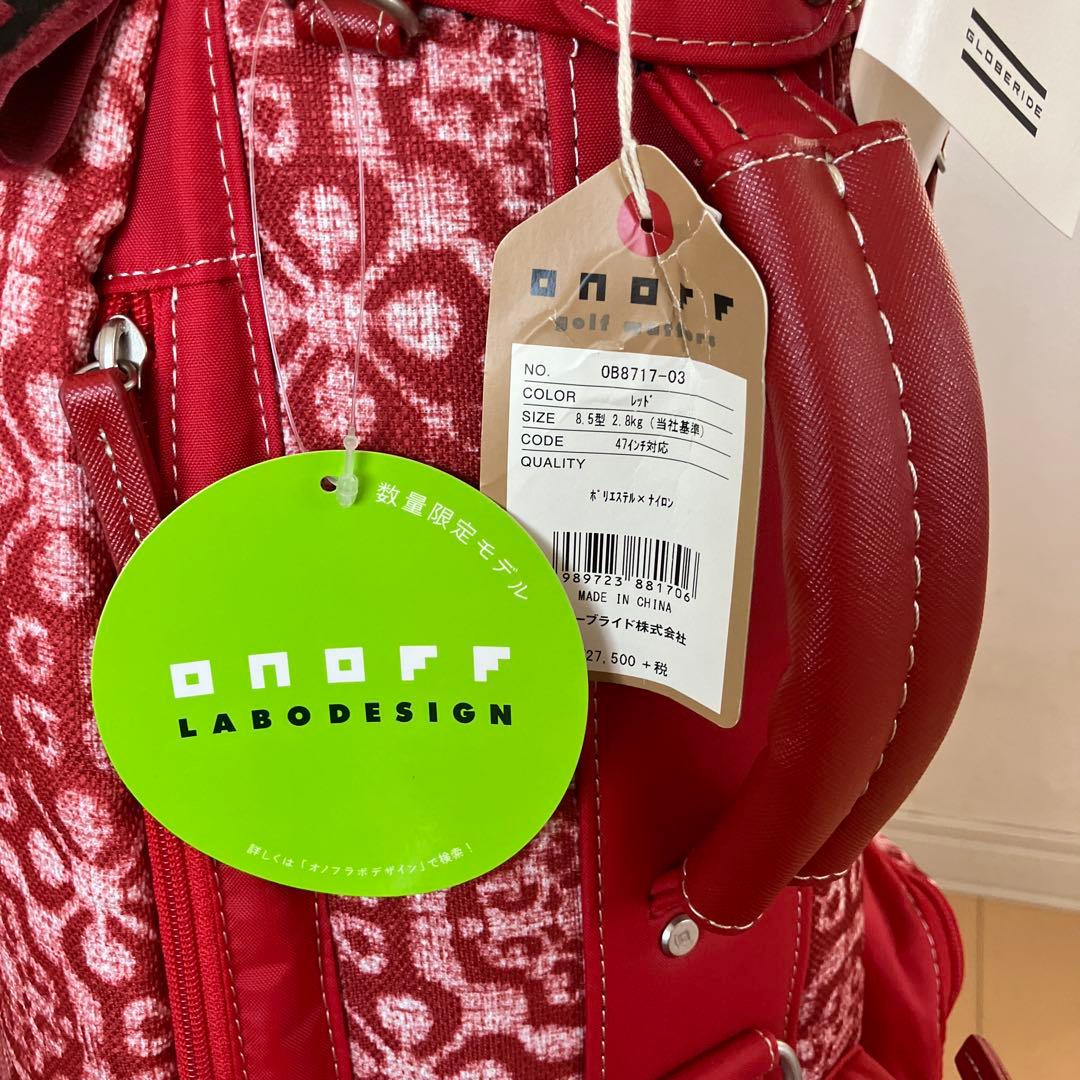 GLOBERIDE
onoff
golf matters
NO. OB8717-03
COLOR ﾚｯﾄﾞ
SIZE 8.5型 2.8kg (当社基準)
CODE 47ｲﾝﾁ対応
QUALITY
ﾎﾟﾘｴｽﾃﾙ×ﾅｲﾛﾝ
989723 881706
MADE IN CHINA
ーブライド株式会社
27,500 +税
数量限定モデル
onoff
LABODESIGN
詳しくは「オノフラボデザイン」で検索！